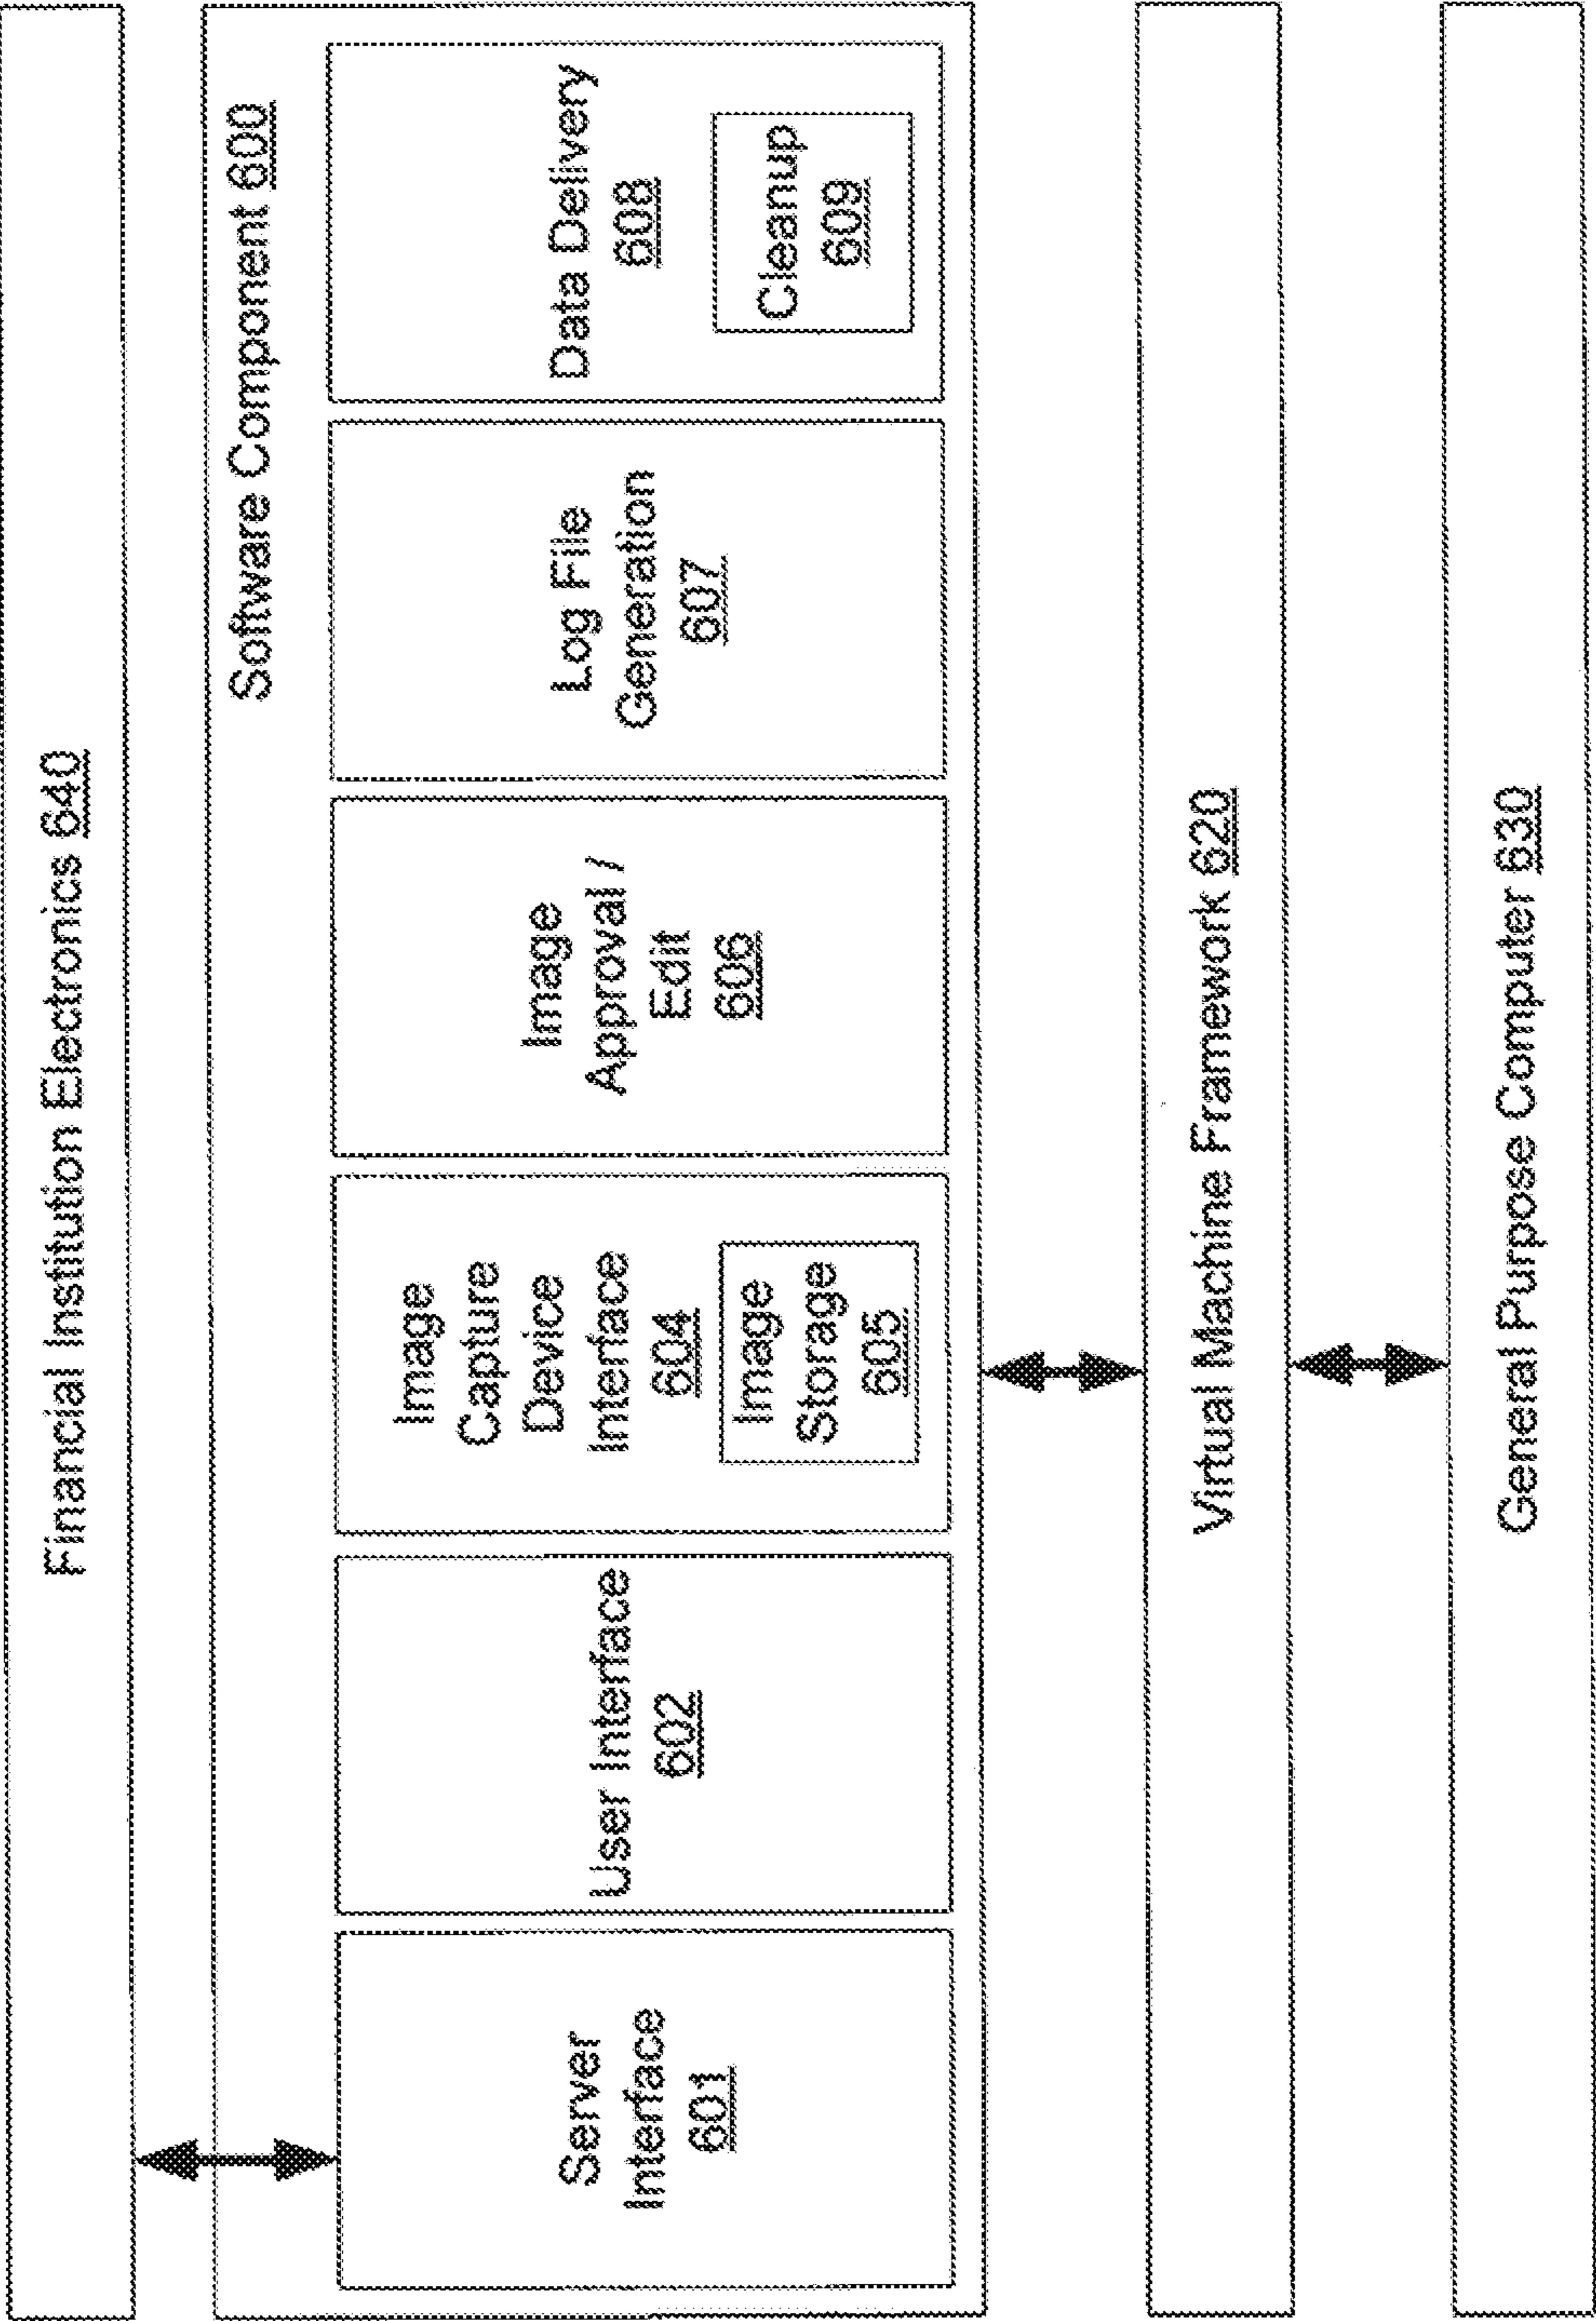 Financial Institution Electronics 640
Software Component 600
Server
Interface
601
User Interface
602
Image
Capture
Device
Interface
604
Image
Storage
605
Image
Approval /
Edit
606
Log File
Generation
607
Data Delivery
608
Cleanup
609
Virtual Machine Framework 620
General Purpose Computer 630